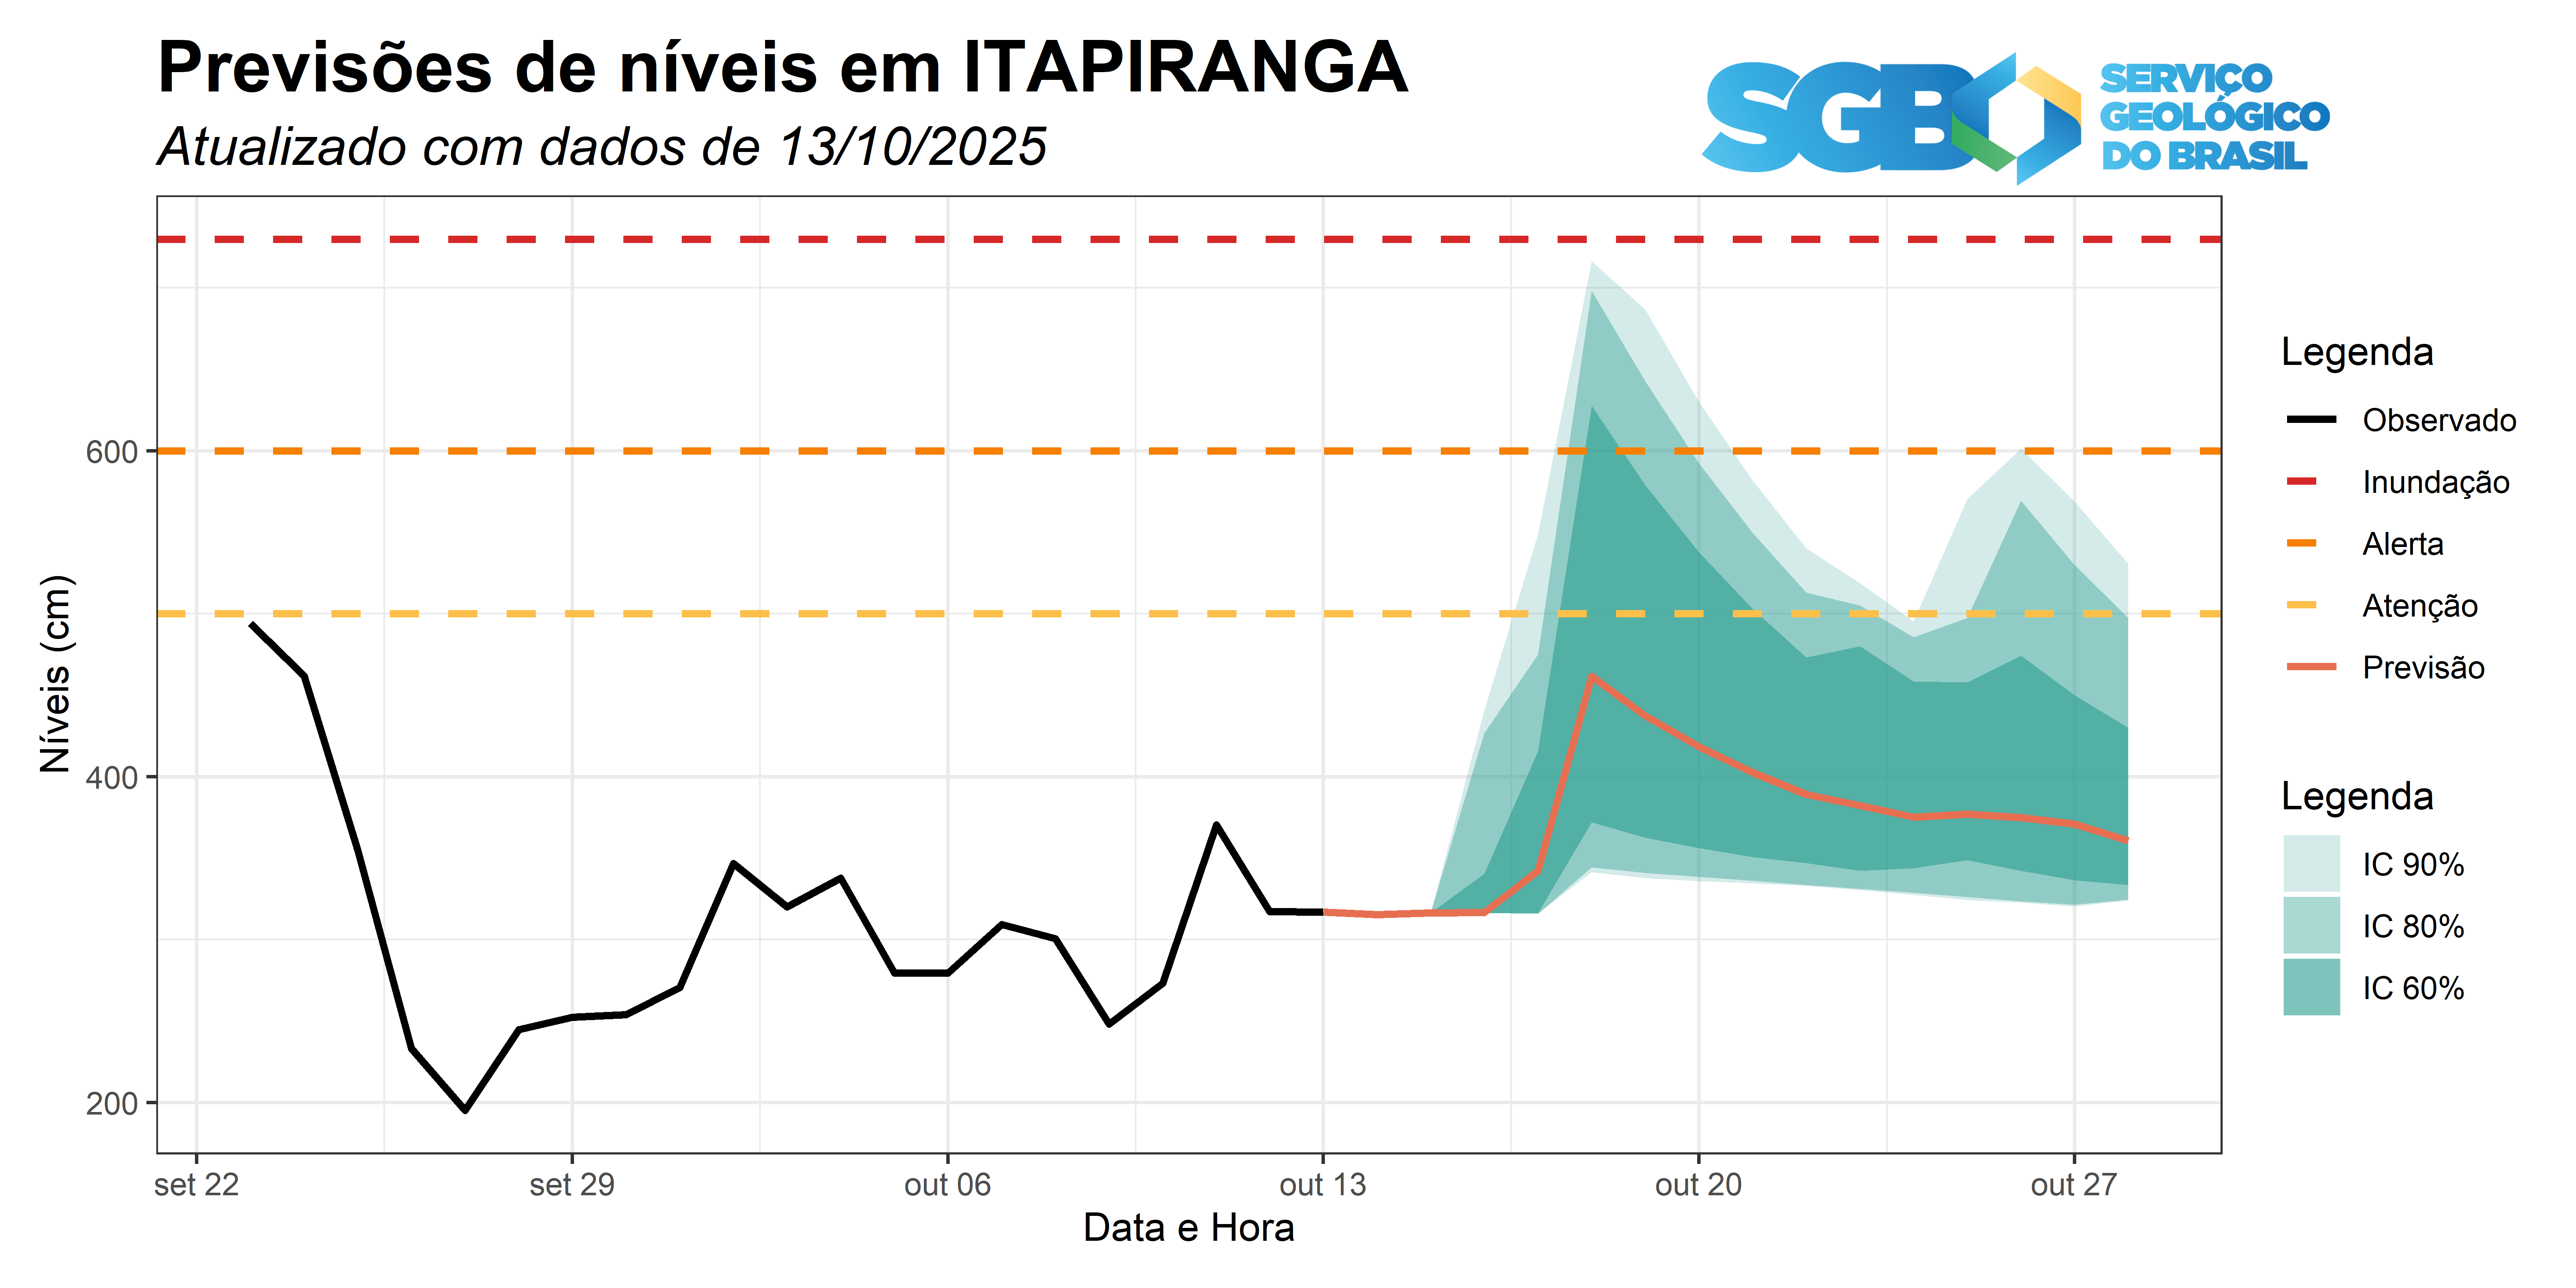 Previsões de níveis em ITAPIRANGA
Atualizado com dados de 13/10/2025
SGB
SERVIÇO
GEOLÓGICO
DO BRASIL
Níveis (cm)
600
400
200
set 22
set 29
out 06
out 13
out 20
out 27
Data e Hora
Legenda
Observado
Inundação
Alerta
Atenção
Previsão
Legenda
IC 90%
IC 80%
IC 60%